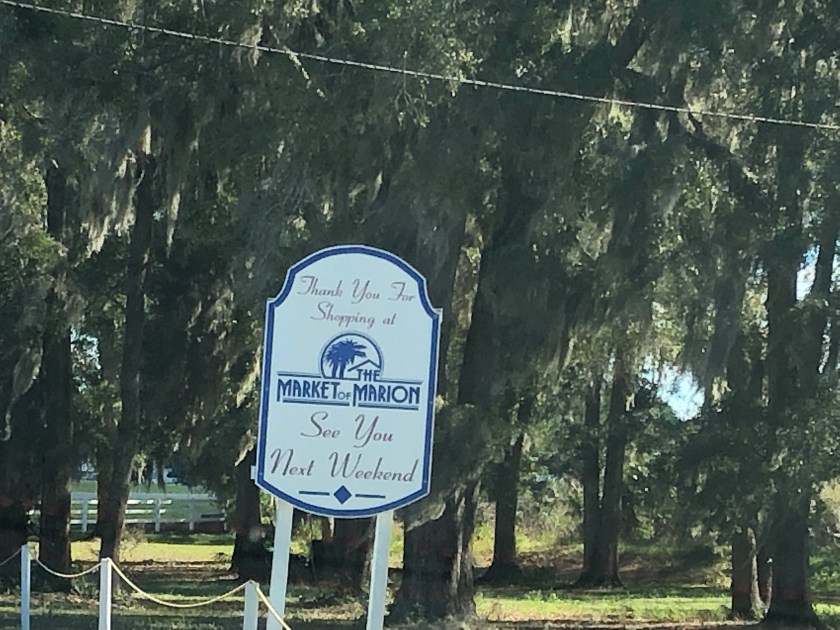 Thank You For
Shopping at
THE
MARKET OF MARION
See You
Next Weekend